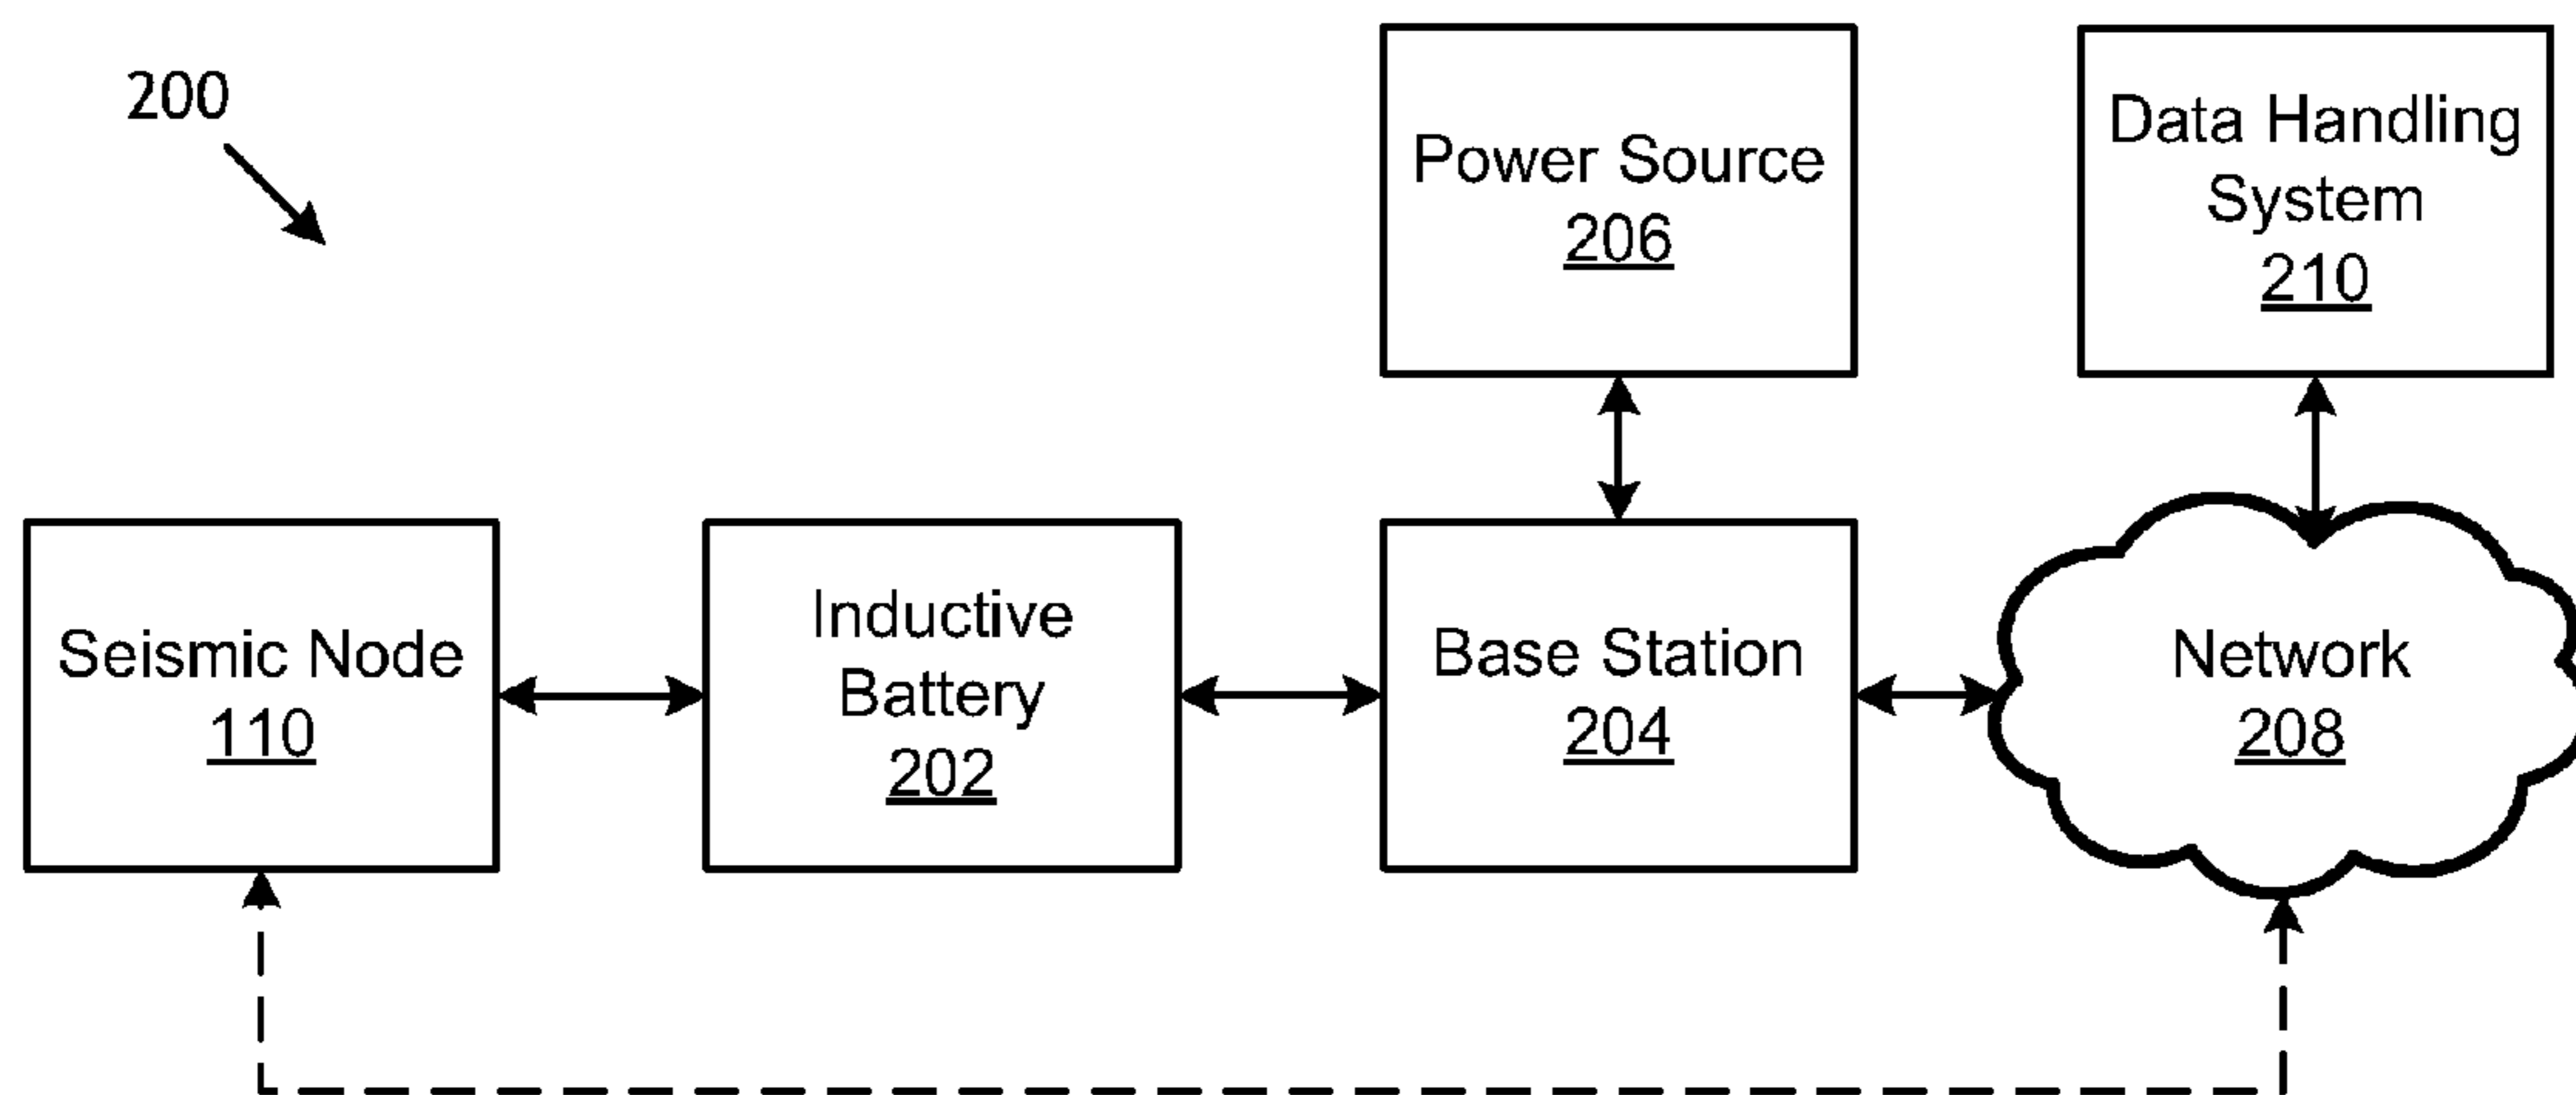 200
Power Source
206
Data Handling
System
210
Seismic Node
110
Inductive
Battery
202
Base Station
204
Network
208